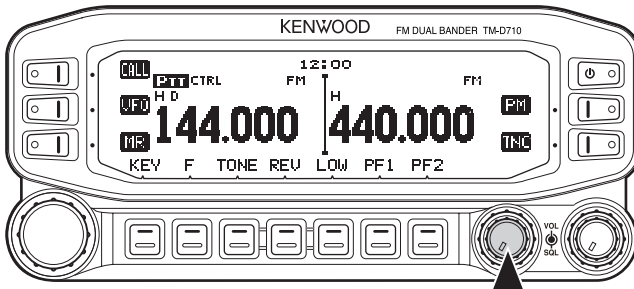 KENWOOD FM DUAL BANDER TM-D710
12:00
CALL PTT CTRL FM FM
H D H
VFO 144.000 440.000 PM
MR TNC
KEY F TONE REV LOW PF1 PF2
VOL
SQL